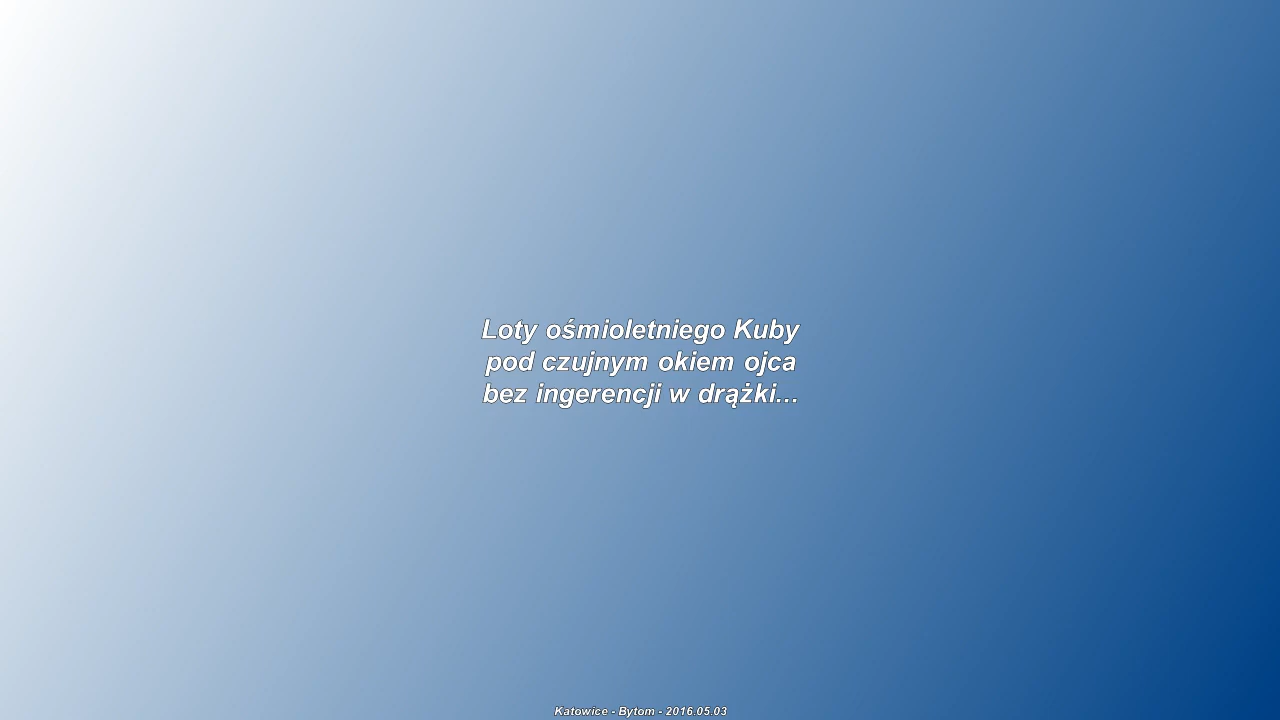 Loty ośmioletniego Kuby
pod czujnym okiem ojca
bez ingerencji w drążki...
Katowice - Bytom - 2016.05.03